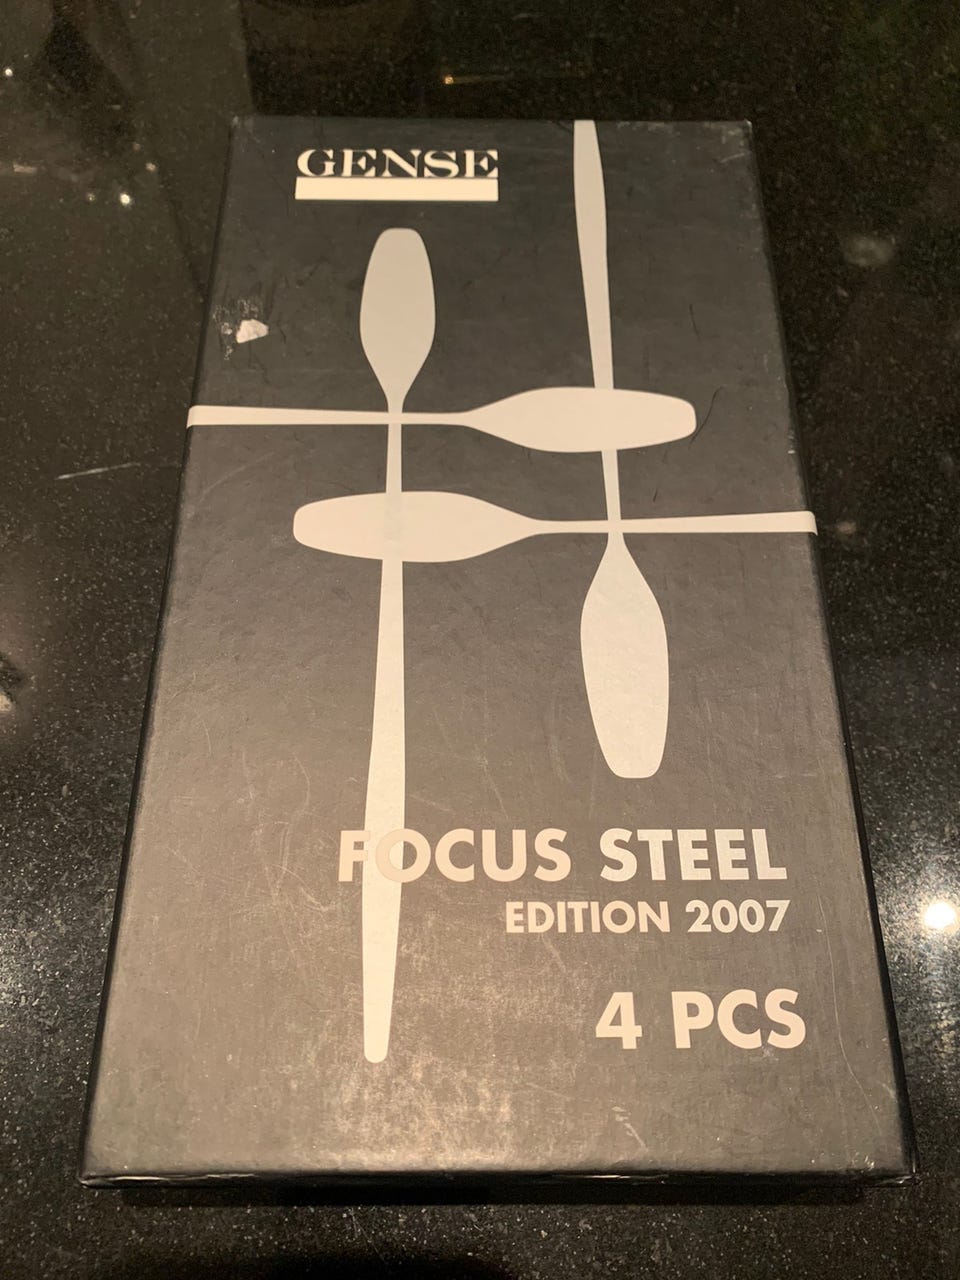 GENSE
FOCUS STEEL
EDITION 2007
4 PCS